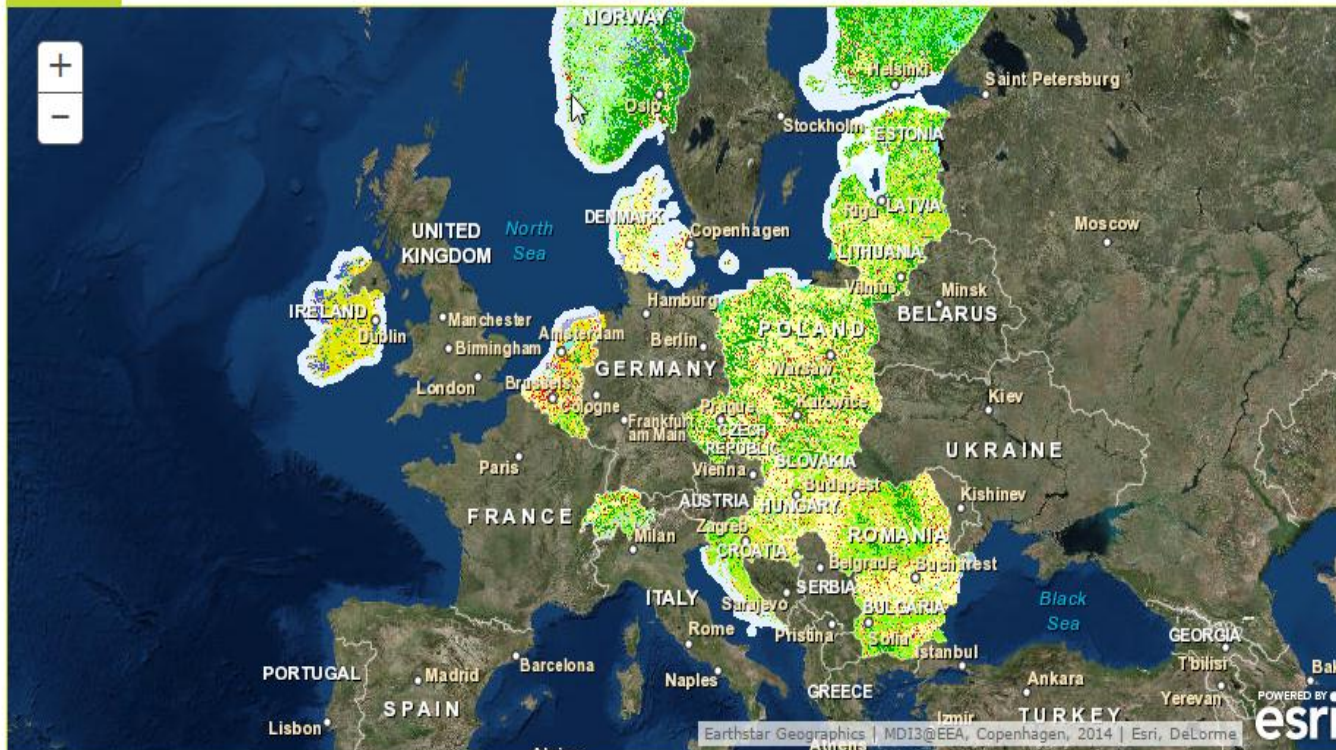 +
−
NORWAY
Helsinki
Saint Petersburg
Oslo
Stockholm
ESTONIA
Riga
LATVIA
DENMARK
Copenhagen
Moscow
UNITED
KINGDOM
North
Sea
LITHUANIA
Vilnius
Minsk
BELARUS
Hamburg
IRELAND
Dublin
Manchester
Amsterdam
Berlin
POLAND
Birmingham
GERMANY
Warsaw
London
Brussels
Cologne
Prague
Katowice
Kiev
Frankfurt
am Main
CZECH
REPUBLIC
UKRAINE
Paris
Vienna
SLOVAKIA
Budapest
AUSTRIA
HUNGARY
Kishinev
FRANCE
Zagreb
ROMANIA
Milan
CROATIA
Belgrade
Bucharest
SERBIA
ITALY
Sarajevo
BULGARIA
Black
Sea
Rome
Pristina
Sofia
GEORGIA
Istanbul
T'bilisi
PORTUGAL
Madrid
Barcelona
Naples
Ankara
Bak
GREECE
Yerevan
POWERED BY
esri
SPAIN
Lisbon
Izmir
TURKEY
Earthstar Geographics | MDI3@EEA, Copenhagen, 2014 | Esri, DeLorme